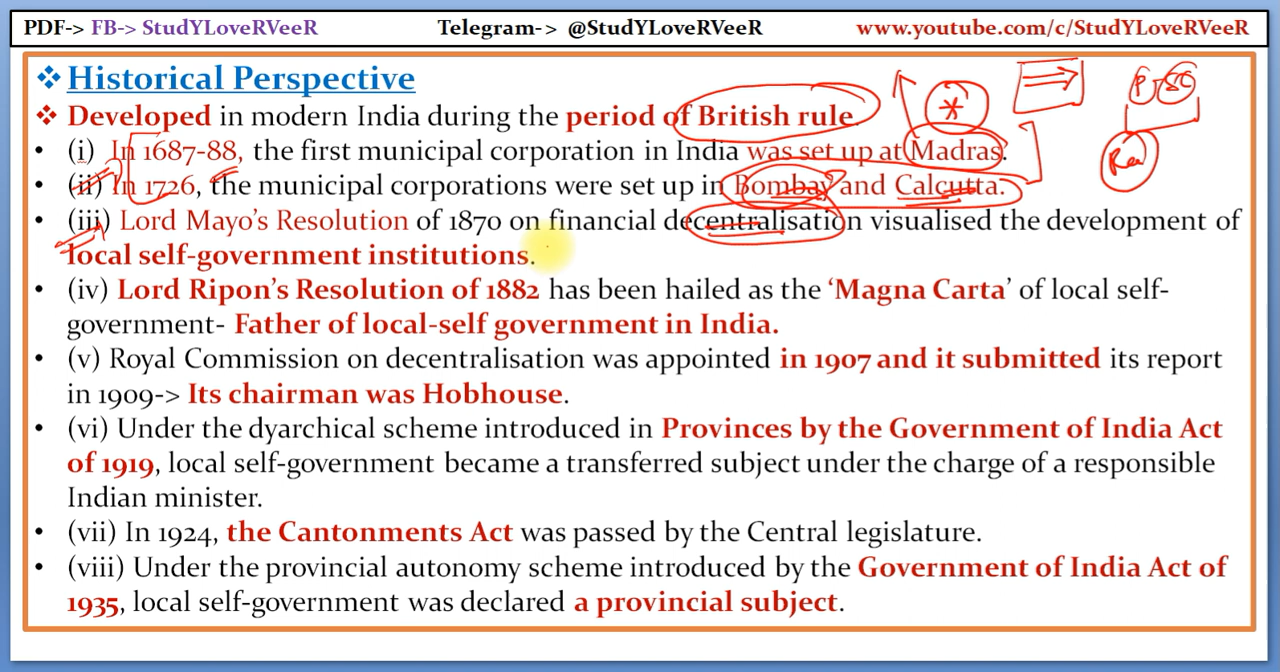 PDF-> FB-> StudYLoveRVeeR Telegram-> @StudYLoveRVeeR www.youtube.com/c/StudYLoveRVeeR
❖ Historical Perspective
❖ Developed in modern India during the period of British rule.
• (i) In 1687-88, the first municipal corporation in India was set up at Madras.
• (ii) In 1726, the municipal corporations were set up in Bombay and Calcutta.
• (iii) Lord Mayo's Resolution of 1870 on financial decentralisation visualised the development of
local self-government institutions.
• (iv) Lord Ripon's Resolution of 1882 has been hailed as the 'Magna Carta' of local self-
government- Father of local-self government in India.
• (v) Royal Commission on decentralisation was appointed in 1907 and it submitted its report
in 1909-> Its chairman was Hobhouse.
• (vi) Under the dyarchical scheme introduced in Provinces by the Government of India Act
of 1919, local self-government became a transferred subject under the charge of a responsible
Indian minister.
• (vii) In 1924, the Cantonments Act was passed by the Central legislature.
• (viii) Under the provincial autonomy scheme introduced by the Government of India Act of
1935, local self-government was declared a provincial subject.